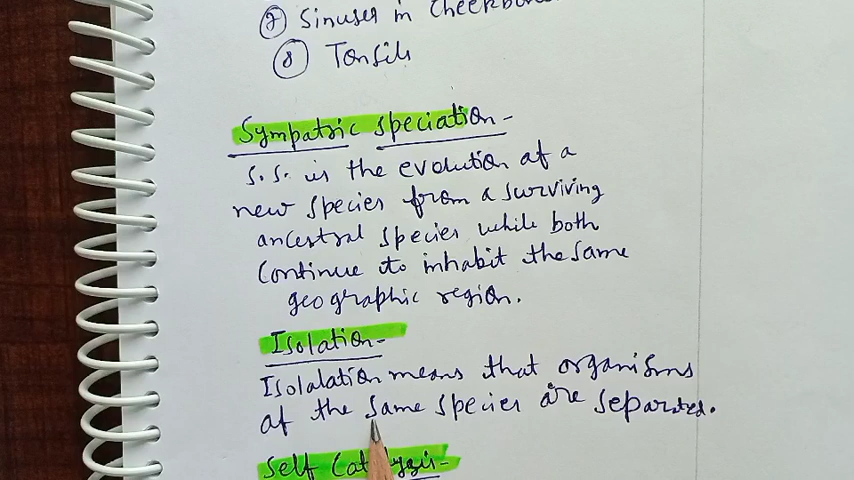 ⑦ Sinuses in Cheekbone
⑧ Tonsils
Sympatric speciation-
S.S. is the evolution of a
new species from a surviving
ancestral species while both
continue to inhabit the same
geographic region.
Isolation-
Isolalation means that organisms
of the same species are separated.
Self Catalysis-